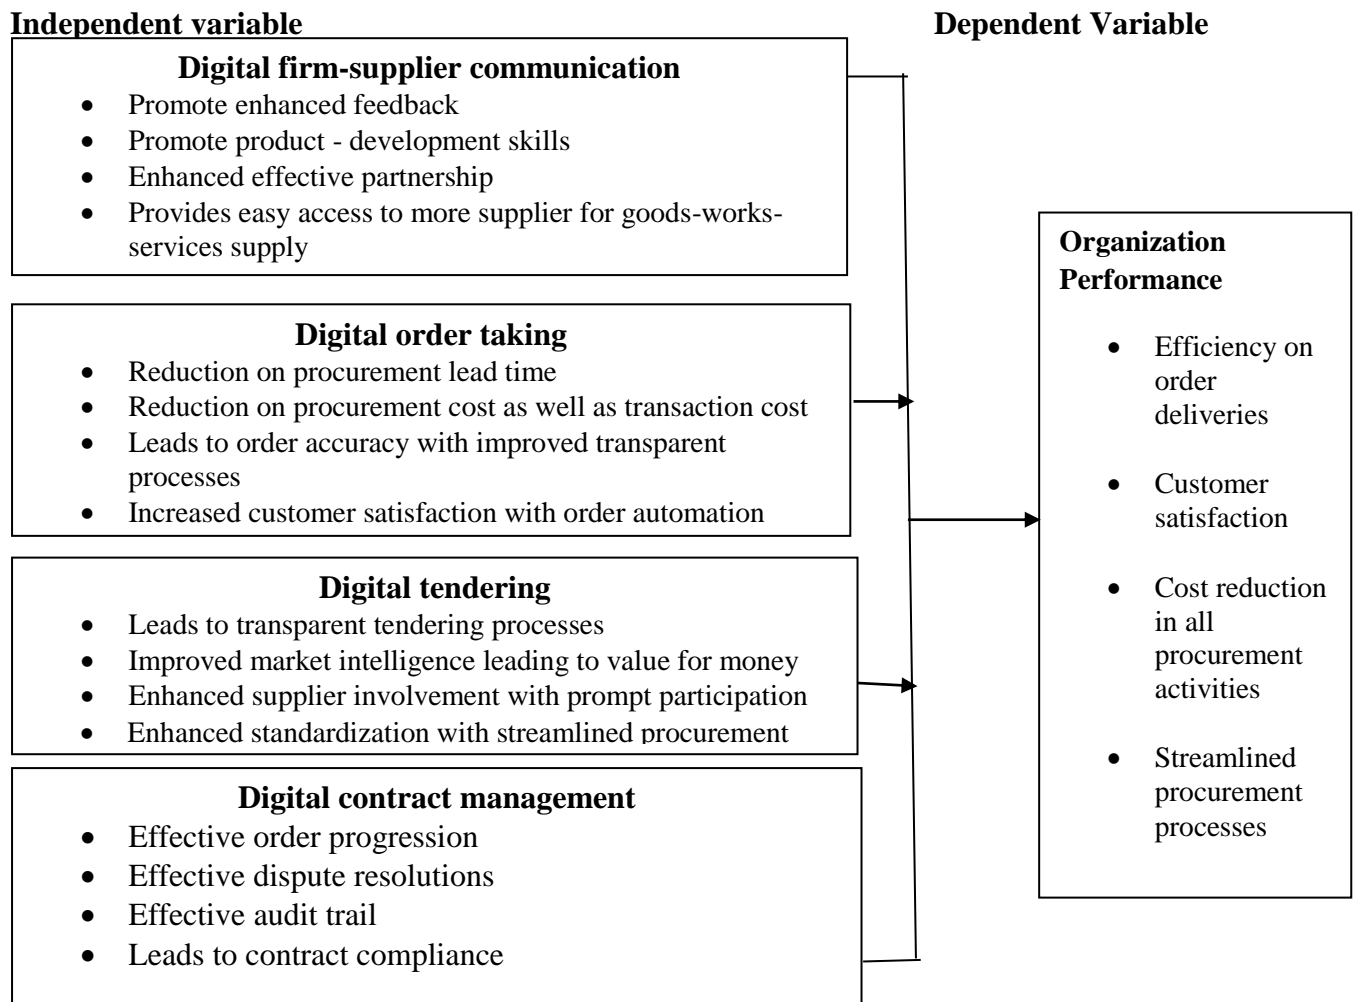 Independent variable
Dependent Variable
Digital firm-supplier communication
• Promote enhanced feedback
• Promote product - development skills
• Enhanced effective partnership
• Provides easy access to more supplier for goods-works-
services supply
Digital order taking
• Reduction on procurement lead time
• Reduction on procurement cost as well as transaction cost
• Leads to order accuracy with improved transparent
processes
• Increased customer satisfaction with order automation
Digital tendering
• Leads to transparent tendering processes
• Improved market intelligence leading to value for money
• Enhanced supplier involvement with prompt participation
• Enhanced standardization with streamlined procurement
Digital contract management
• Effective order progression
• Effective dispute resolutions
• Effective audit trail
• Leads to contract compliance
Organization
Performance
• Efficiency on
order
deliveries
• Customer
satisfaction
• Cost reduction
in all
procurement
activities
• Streamlined
procurement
processes